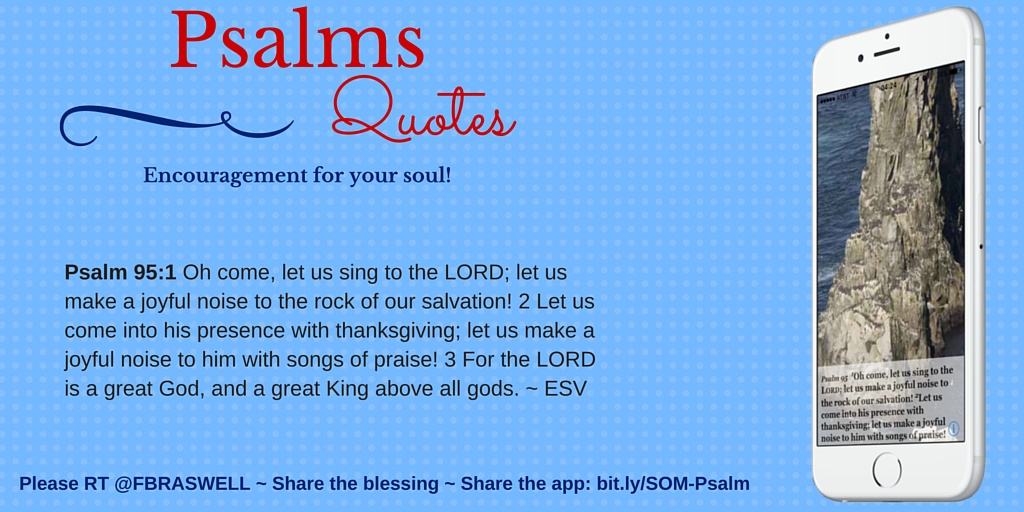 Psalms
Quotes
Encouragement for your soul!
Psalm 95:1 Oh come, let us sing to the LORD; let us
make a joyful noise to the rock of our salvation! 2 Let us
come into his presence with thanksgiving; let us make a
joyful noise to him with songs of praise! 3 For the LORD
is a great God, and a great King above all gods. ~ ESV
Please RT @FBRASWELL ~ Share the blessing ~ Share the app: bit.ly/SOM-Psalm
AT&T 04:24
Psalm 95 ¹Oh come, let us sing to the
LORD; let us make a joyful noise to
the rock of our salvation! ²Let us
come into his presence with
thanksgiving; let us make a joyful
noise to him with songs of praise!